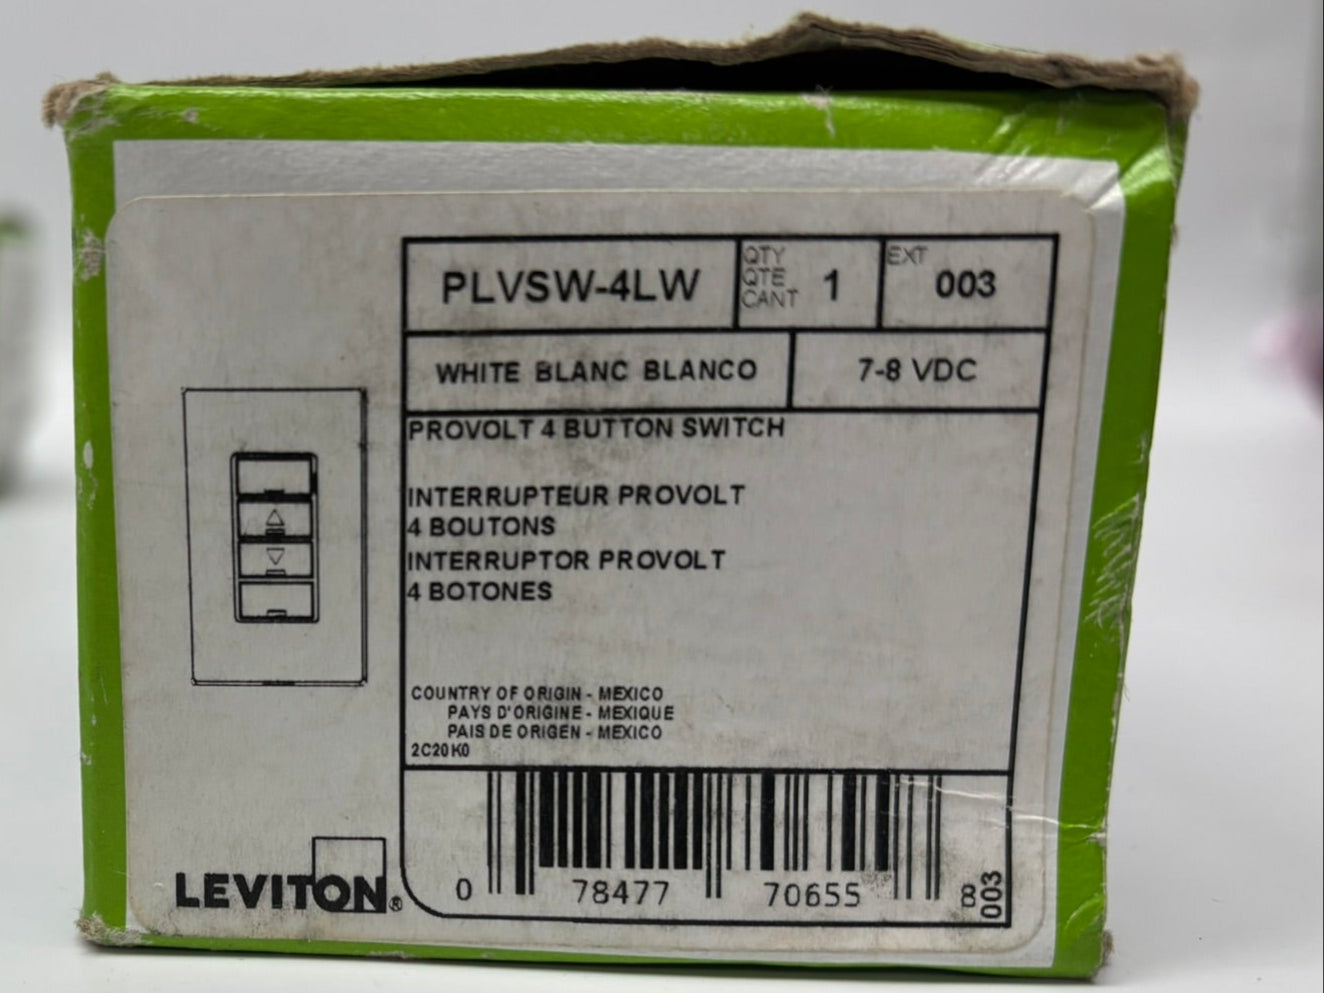 PLVSW-4LW
QTY
QTE
CANT
1
EXT
003
WHITE BLANC BLANCO
7-8 VDC
PROVOLT 4 BUTTON SWITCH
INTERRUPTEUR PROVOLT
4 BOUTONS
INTERRUPTOR PROVOLT
4 BOTONES
COUNTRY OF ORIGIN - MEXICO
PAYS D'ORIGINE - MEXIQUE
PAIS DE ORIGEN - MEXICO
2C20K0
LEVITON®
0 78477 70655 8
003